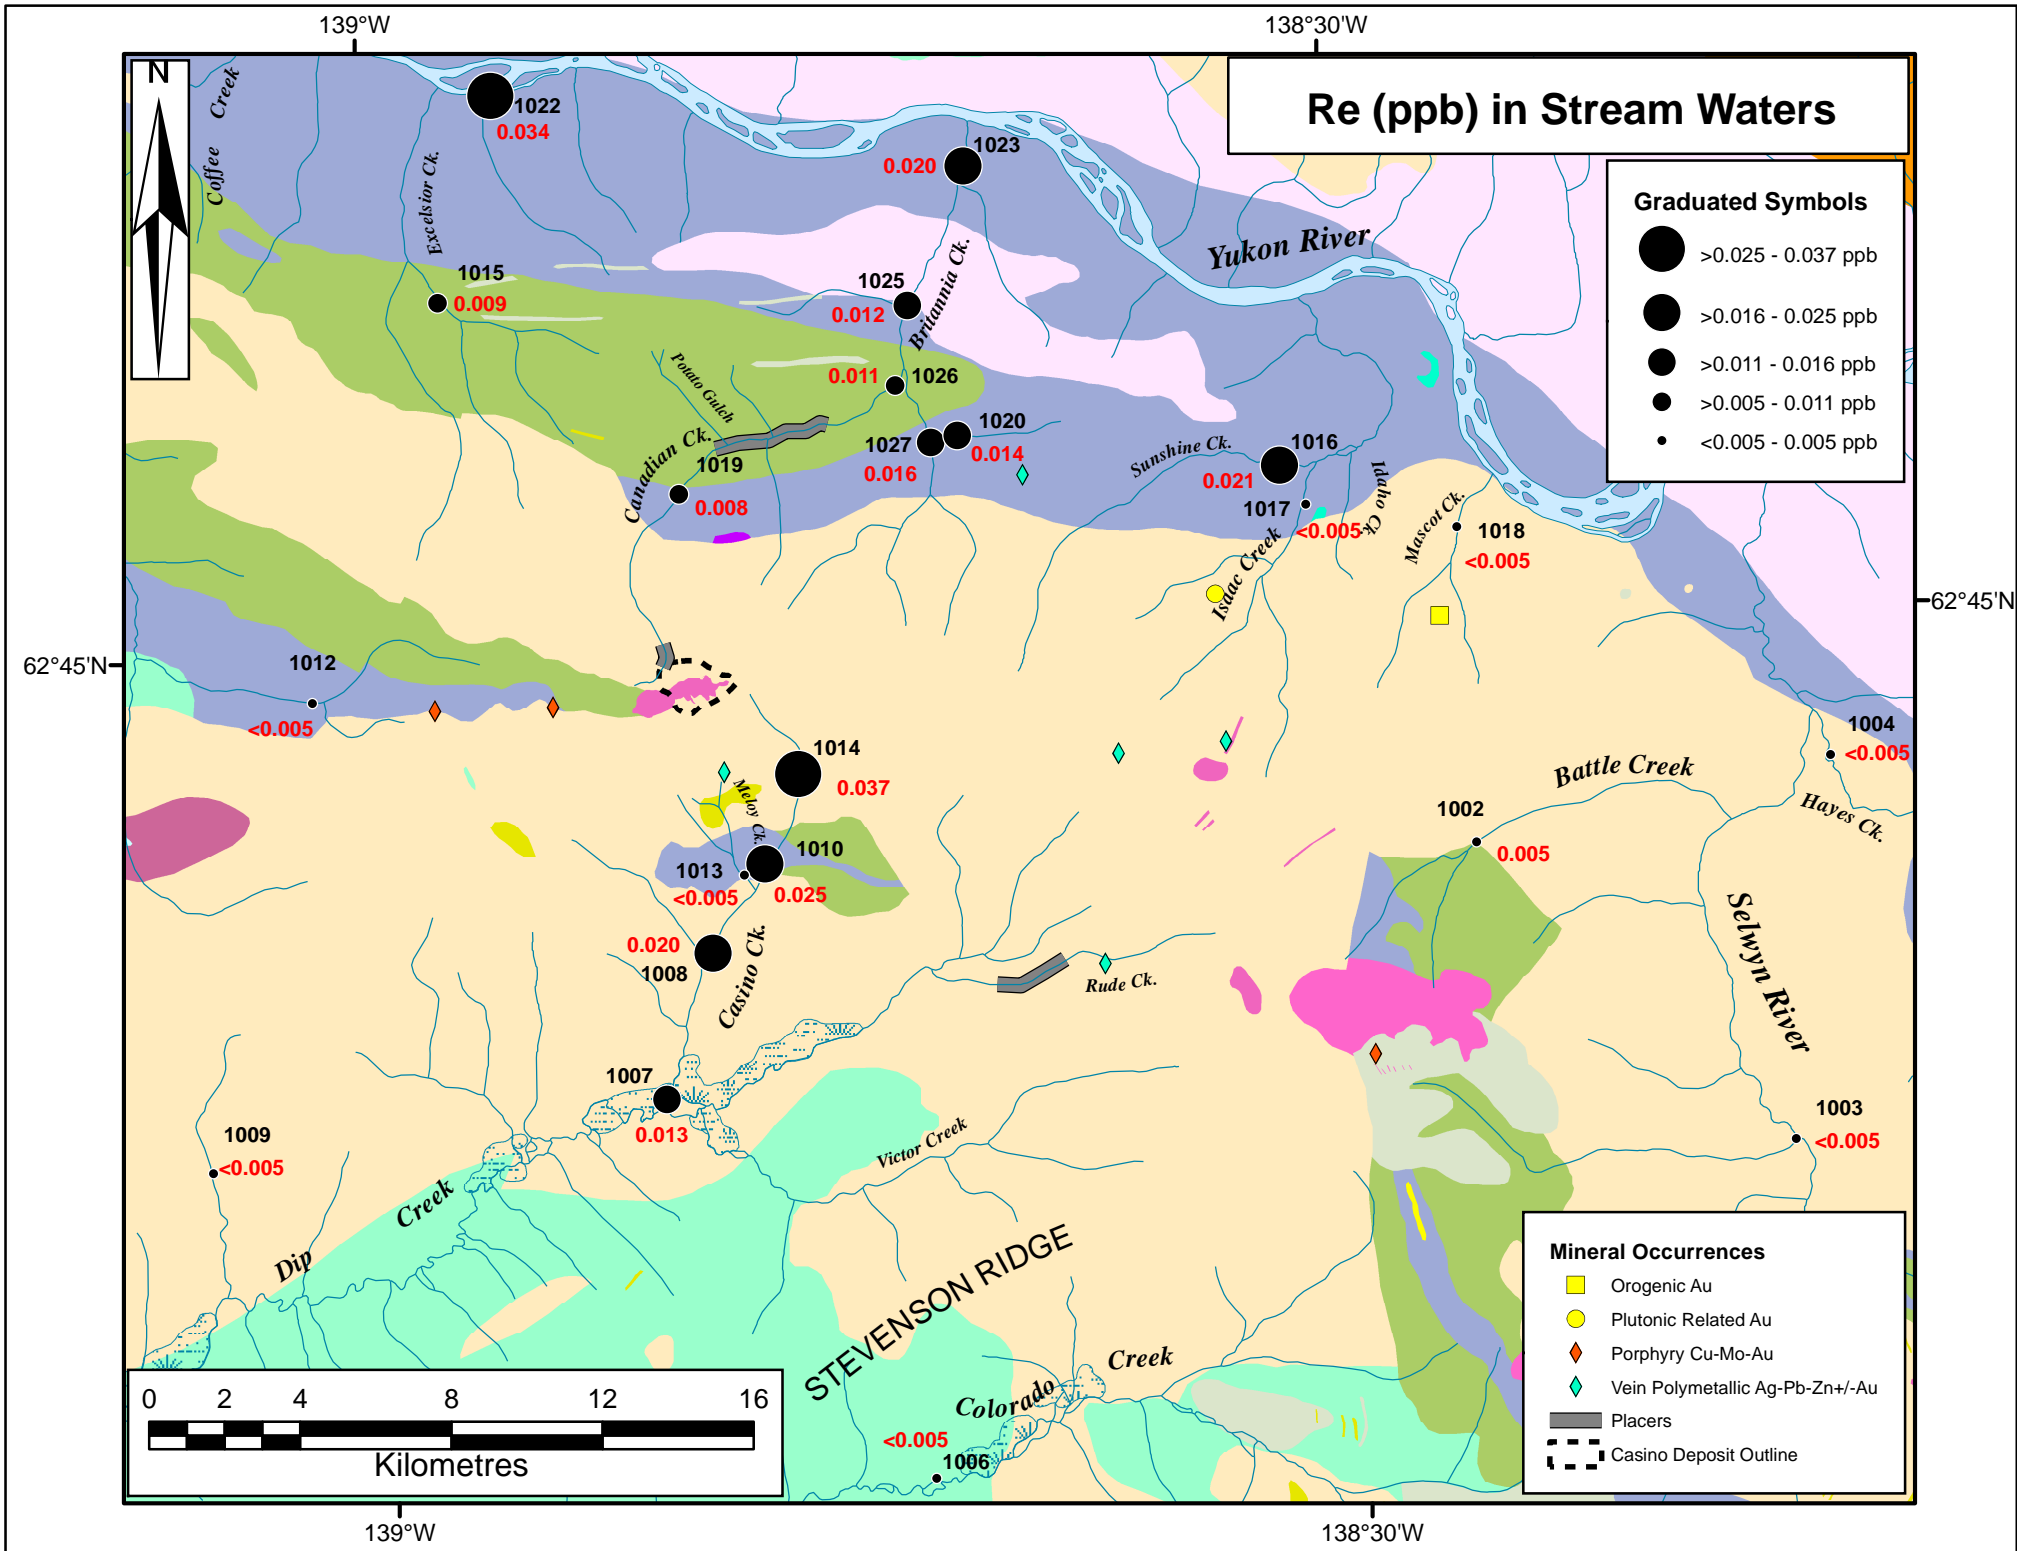 139°W
138°30'W
N
Re (ppb) in Stream Waters
Graduated Symbols
>0.025 - 0.037 ppb
>0.016 - 0.025 ppb
>0.011 - 0.016 ppb
>0.005 - 0.011 ppb
<0.005 - 0.005 ppb
Coffee Creek
1022
0.034
Excelsior Ck.
1023
0.020
Yukon River
1015
0.009
1025
0.012
Britannia Ck.
Potato Gulch
0.011
1026
Canadian Ck.
1019
0.008
1027
0.016
1020
0.014
Sunshine Ck.
1016
0.021
1017
<0.005
Idaho Ck
Isaac Creek
Mascot Ck.
1018
<0.005
62°45'N
62°45'N
1012
<0.005
1014
0.037
Meloy Ck.
1010
0.025
1013
<0.005
0.020
1008
Casino Ck.
1004
<0.005
Battle Creek
Hayes Ck.
1002
0.005
Selwyn River
Rude Ck.
1007
0.013
1009
<0.005
Victor Creek
1003
<0.005
Dip Creek
STEVENSON RIDGE
Colorado Creek
<0.005
1006
Mineral Occurrences
Orogenic Au
Plutonic Related Au
Porphyry Cu-Mo-Au
Vein Polymetallic Ag-Pb-Zn+/-Au
Placers
Casino Deposit Outline
0 2 4 8 12 16
Kilometres
139°W
138°30'W